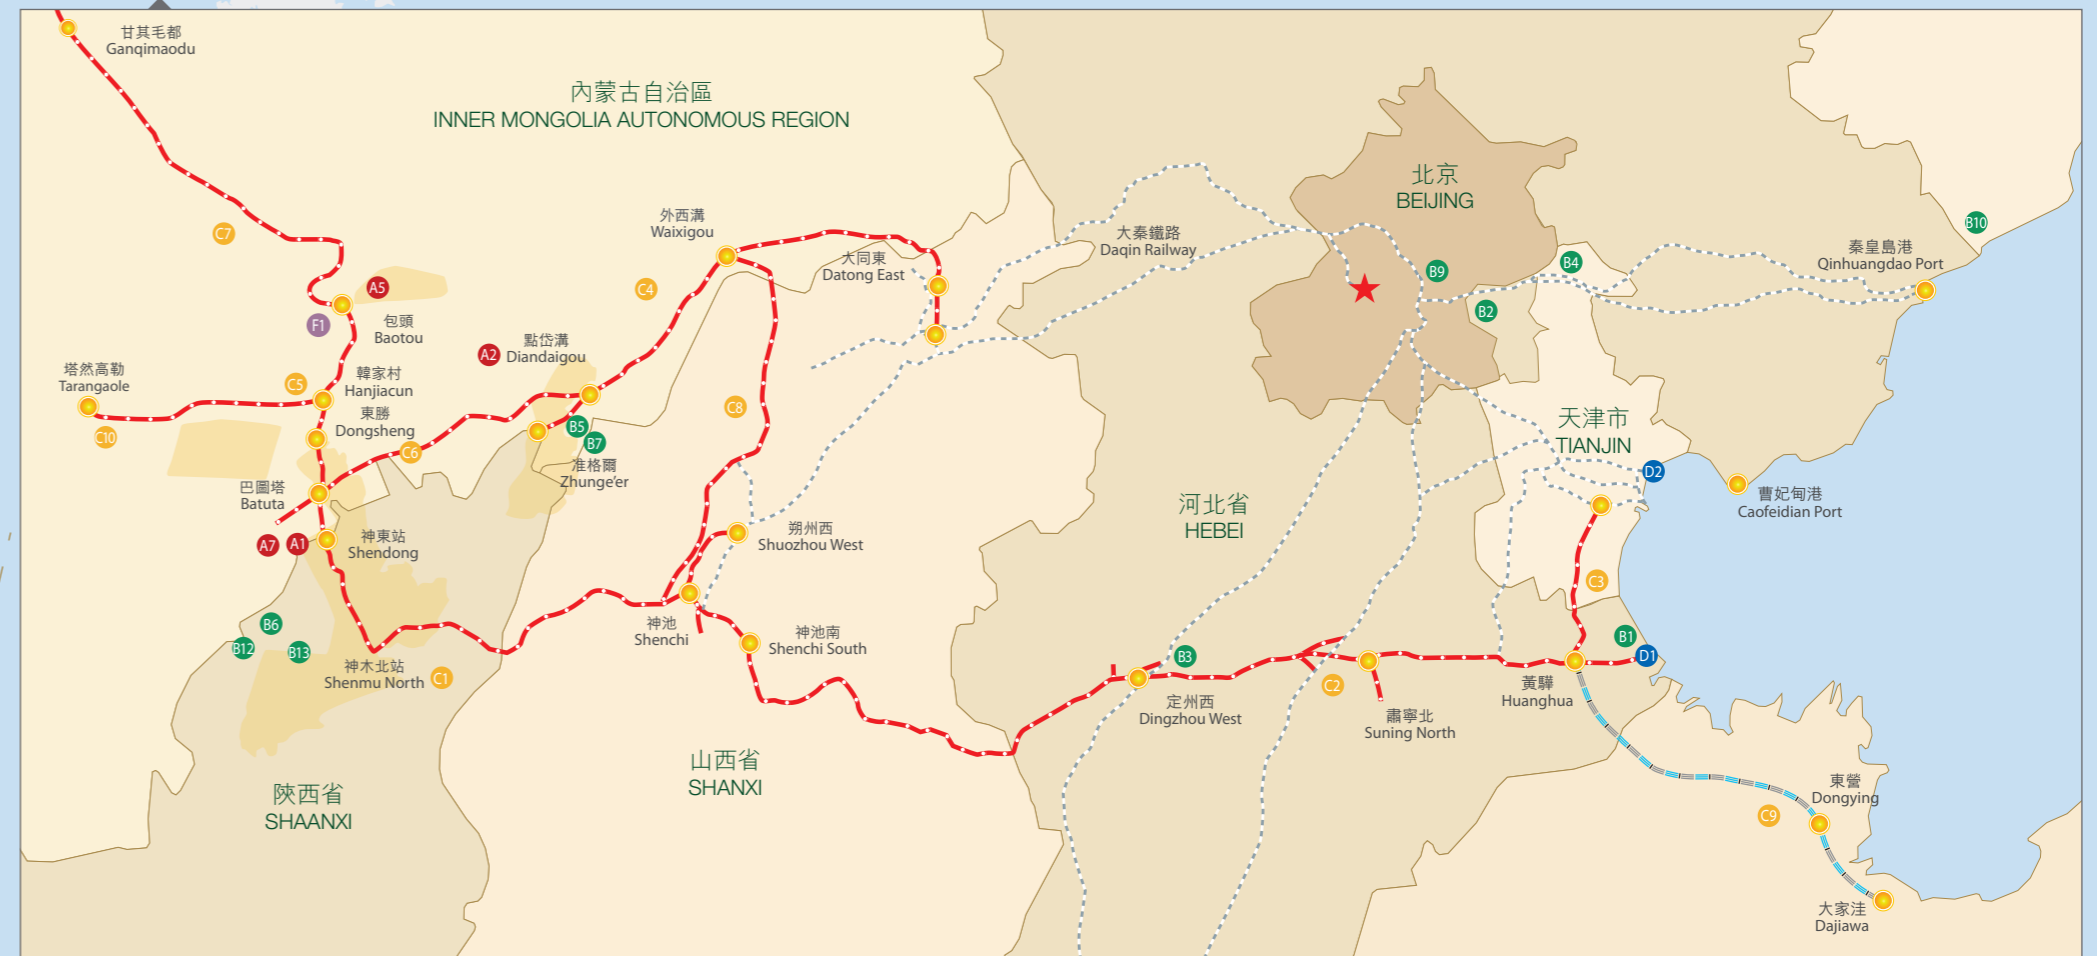 甘其毛都
Ganqimaodu
內蒙古自治區
INNER MONGOLIA AUTONOMOUS REGION
北京
BEIJING
外西溝
Waixigou
大同東
Datong East
大秦鐵路
Daqin Railway
秦皇島港
Qinhuangdao Port
B10
C7
C4
B9
B4
B2
A5
F1
包頭
Baotou
A2
點岱溝
Diandaigou
塔然高勒
Tarangaole
C5
韓家村
Hanjiacun
東勝
Dongsheng
C10
C6
C8
B5
B7
准格爾
Zhunge'er
天津市
TIANJIN
D2
巴圖塔
Batuta
曹妃甸港
Caofeidian Port
河北省
HEBEI
A7
A1
神東站
Shendong
朔州西
Shuozhou West
C3
B6
B12
B13
神池
Shenchi
神池南
Shenchi South
神木北站
Shenmu North
C1
B3
B1
D1
C2
定州西
Dingzhou West
肅寧北
Suning North
黃驊
Huanghua
山西省
SHANXI
陝西省
SHAANXI
東營
Dongying
C9
大家洼
Dajiawa